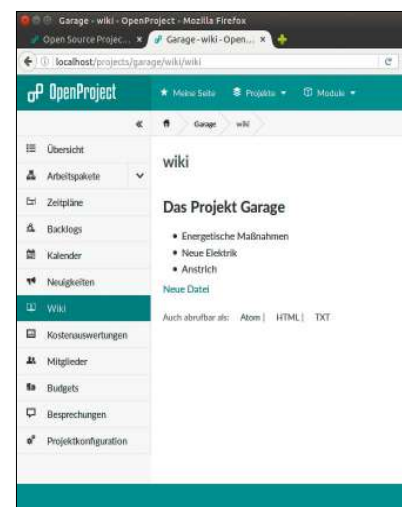 Garage - wiki - OpenProject - Mozilla Firefox
Open Source Projec... ×
Garage - wiki - Open... ×
localhost/projects/garage/wiki/wiki
OpenProject
Meine Seite
Projekte
Module
«
Garage
wiki
Übersicht
Arbeitspakete
Zeitpläne
Backlogs
Kalender
Neuigkeiten
Wiki
Kostenauswertungen
Mitglieder
Budgets
Besprechungen
Projektkonfiguration
wiki
Das Projekt Garage
• Energetische Maßnahmen
• Neue Elektrik
• Anstrich
Neue Datei
Auch abrufbar als: Atom | HTML | TXT